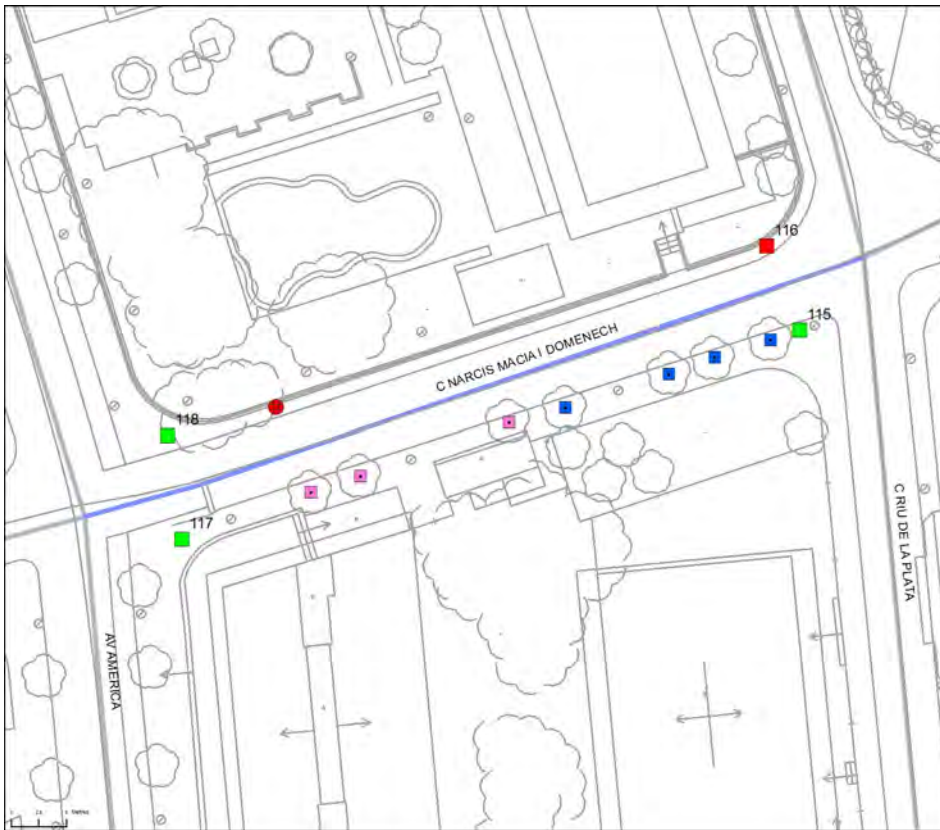 116
115
C NARCIS MACIA I DOMENECH
118
117
C RIU DE LA PLATA
AV AMERICA